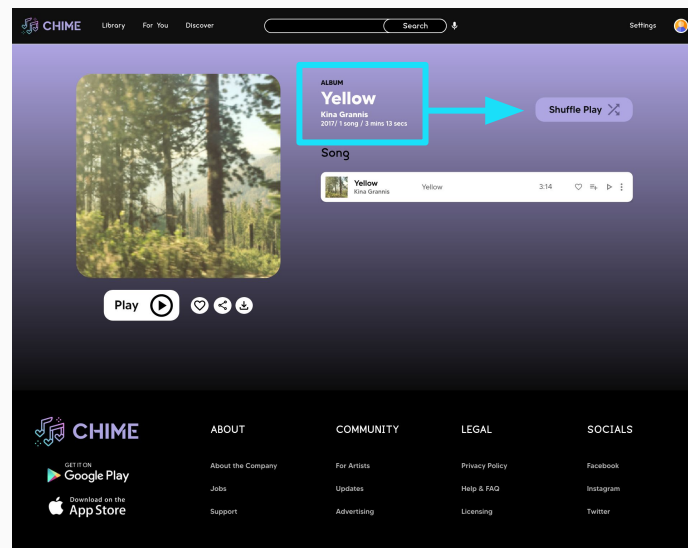 CHIME
Library
For You
Discover
Search
Settings
ALBUM
Yellow
Kina Grannis
2017/ 1 song / 3 mins 13 secs
Shuffle Play
Song
Yellow
Kina Grannis
Yellow
3:14
Play
CHIME
GET IT ON
Google Play
Download on the
App Store
ABOUT
About the Company
Jobs
Support
COMMUNITY
For Artists
Updates
Advertising
LEGAL
Privacy Policy
Help & FAQ
Licensing
SOCIALS
Facebook
Instagram
Twitter